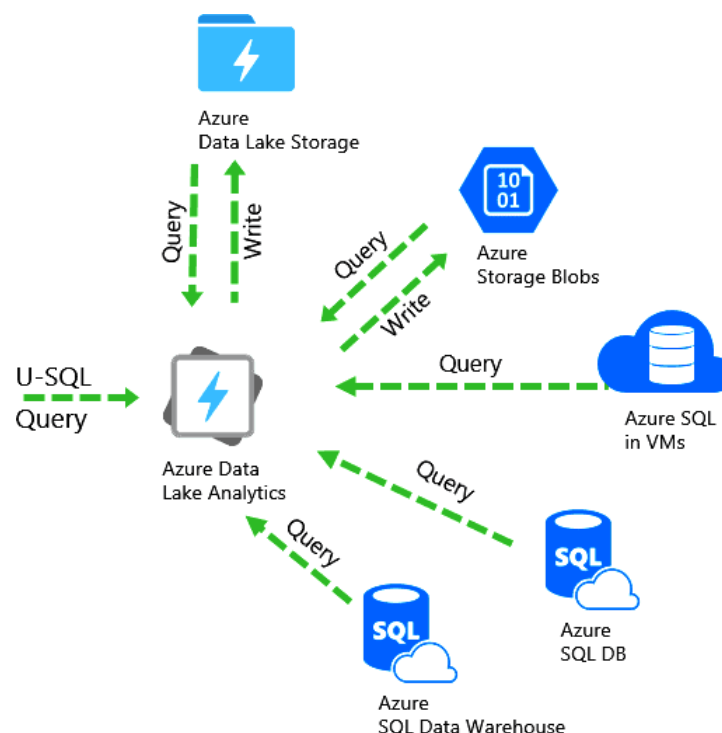 Azure
Data Lake Storage
Query
Write
10
01
Azure
Storage Blobs
Query
Write
Query
Azure SQL
in VMs
U-SQL
Query
Azure Data
Lake Analytics
Query
SQL
Azure
SQL DB
Query
SQL
Azure
SQL Data Warehouse